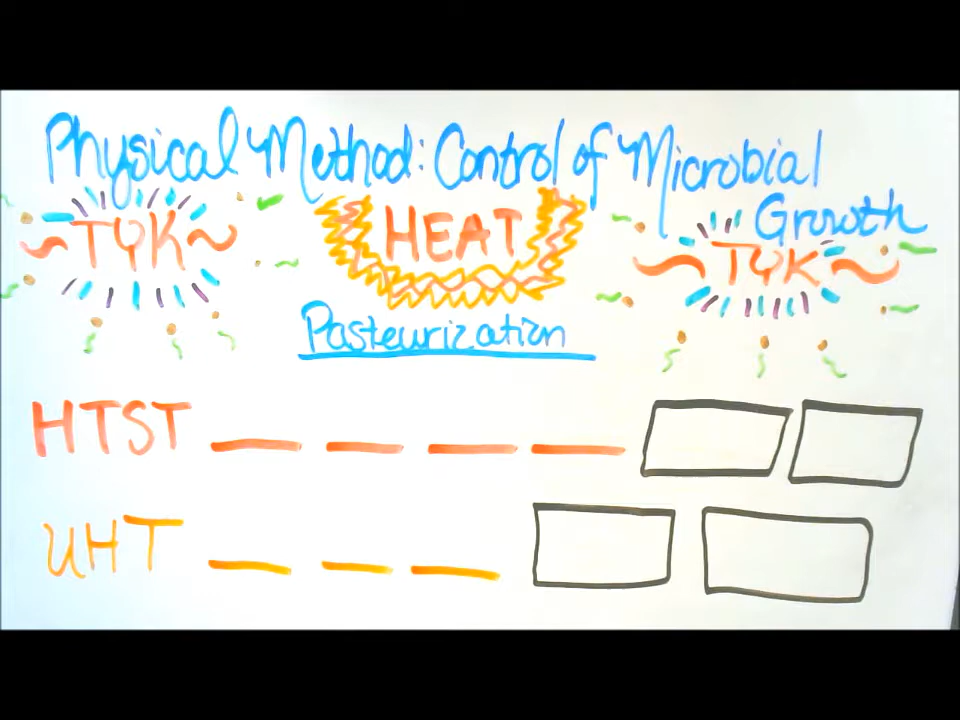 Physical Method: Control of Microbial
Growth
TYK HEAT TYK
Pasteurization
HTST
UHT